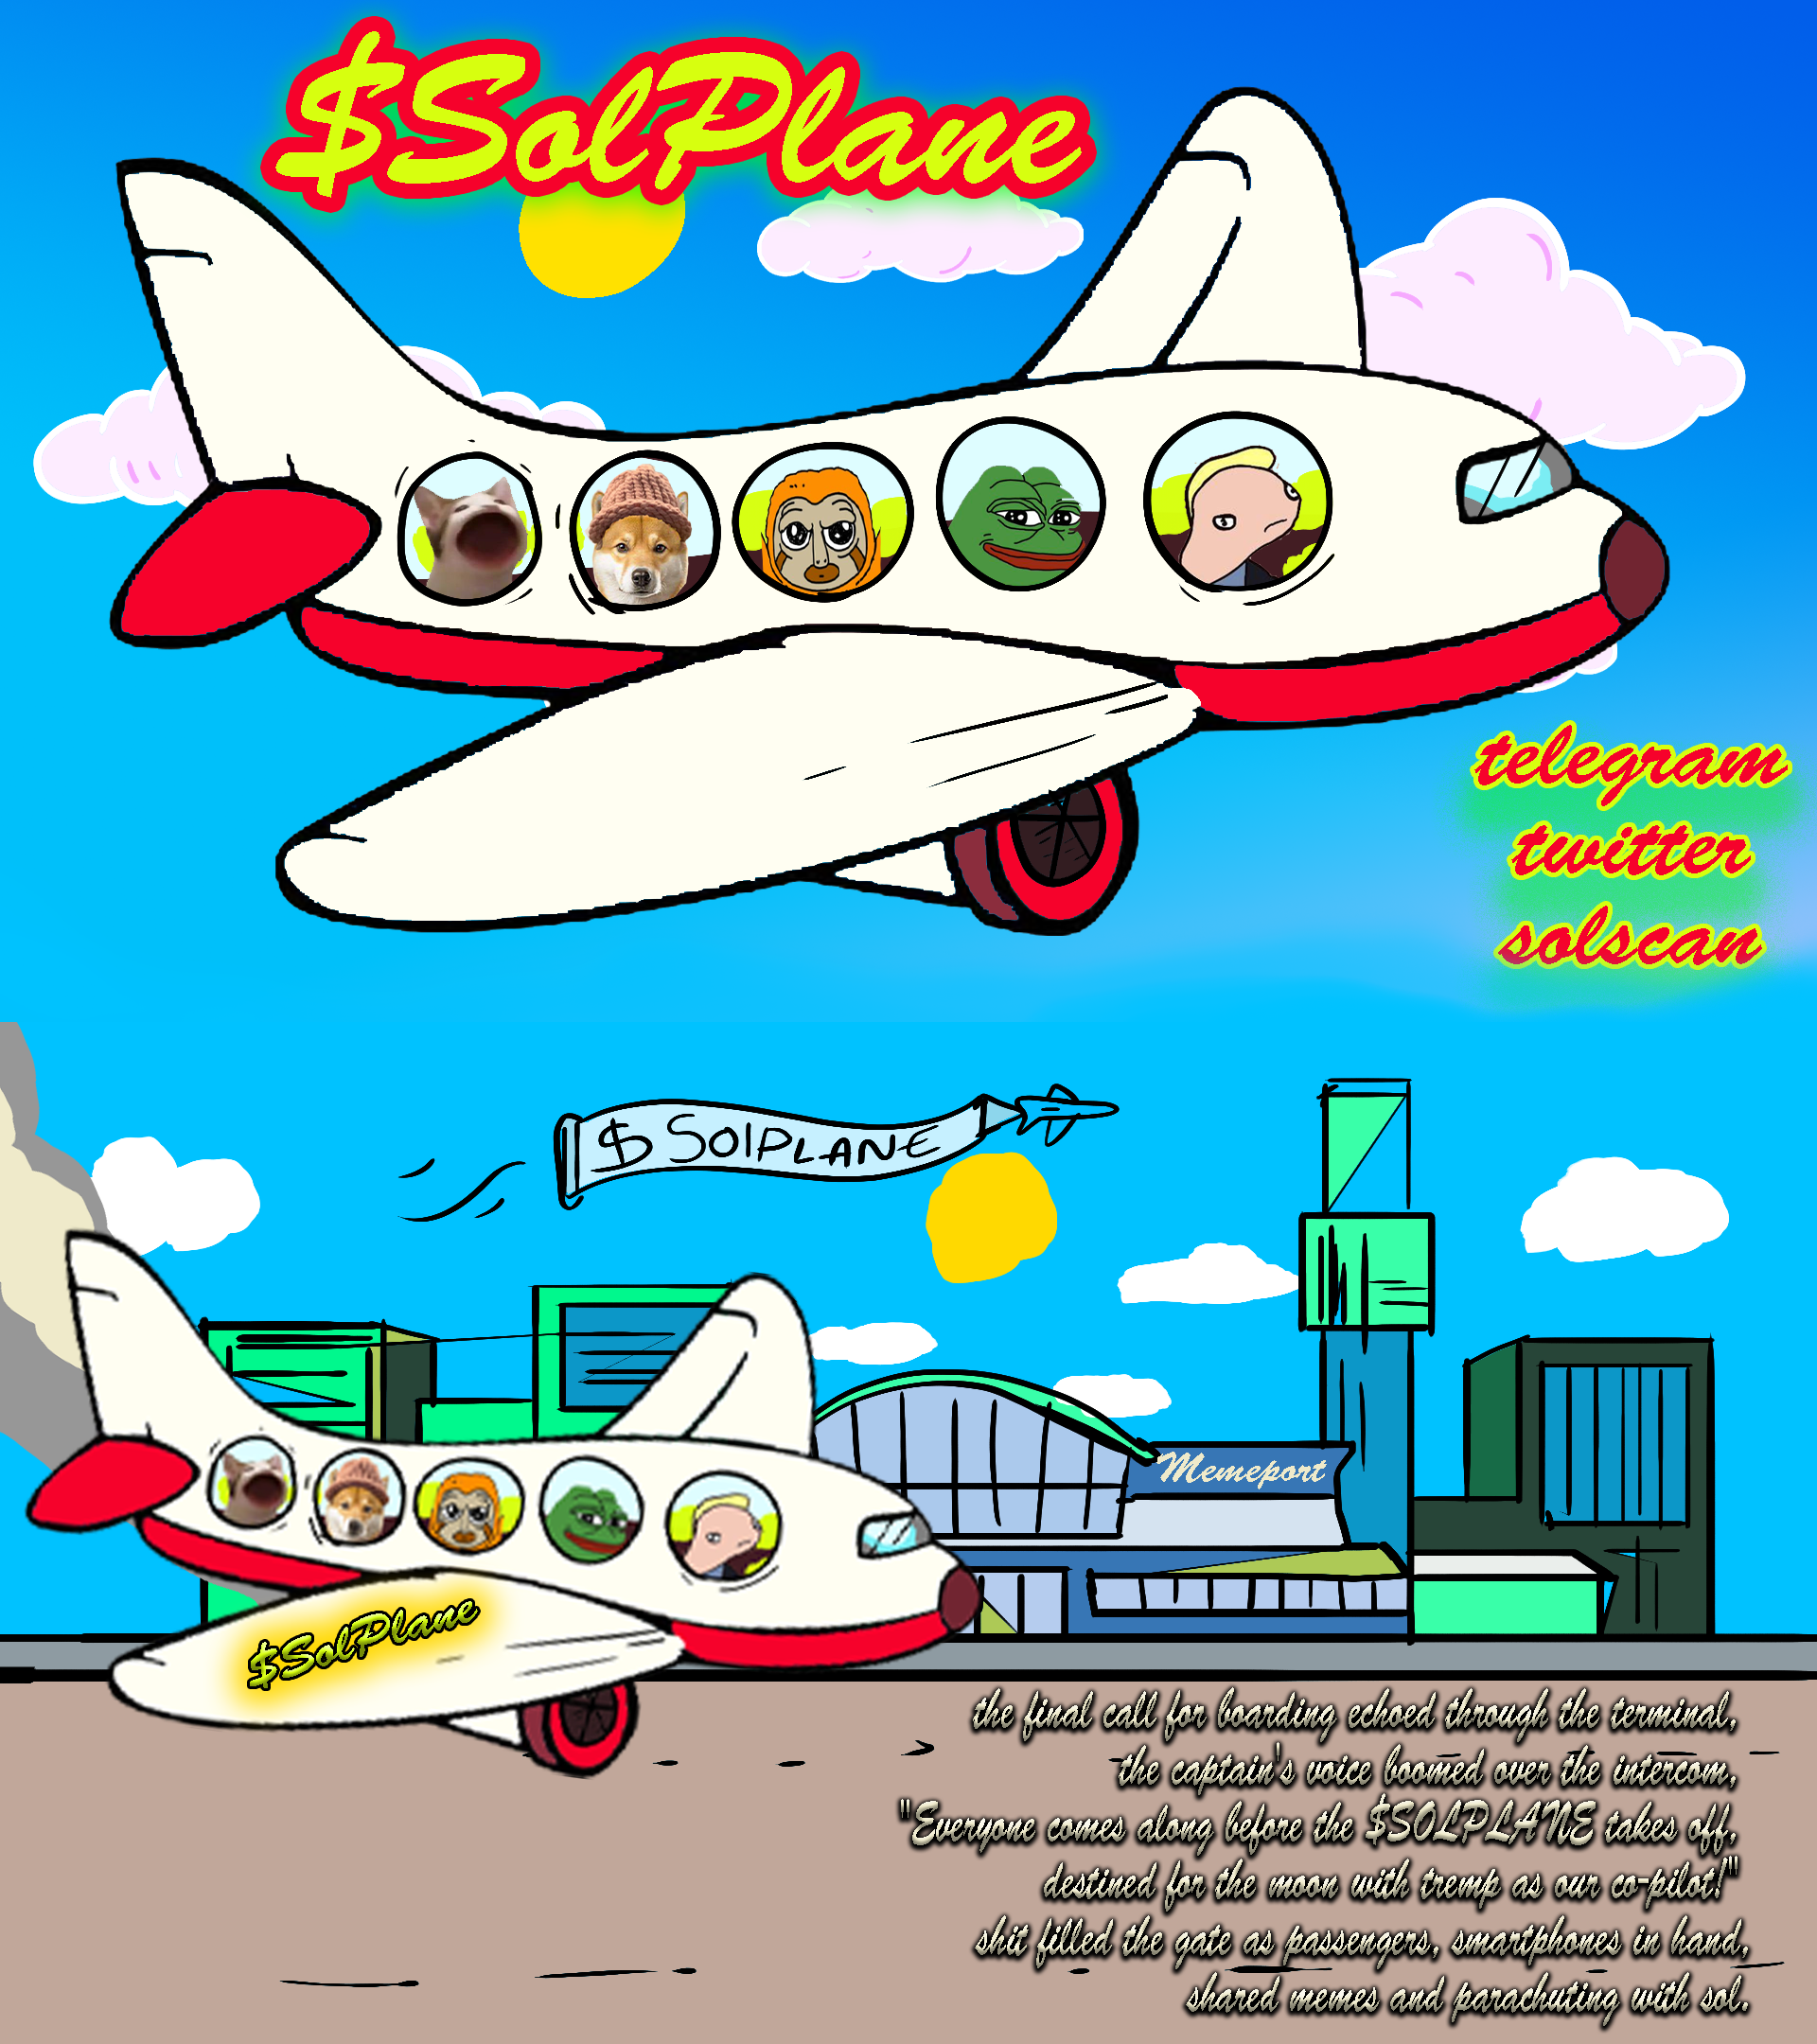 $SolPlane
telegram
twitter
solscan
$ SOlPLANE
Memeport
$SolPlane
the final call for boarding echoed through the terminal,
the captain's voice boomed over the intercom,
"Everyone comes along before the $SOLPLANE takes off,
destined for the moon with tremp as our co-pilot!"
shit filled the gate as passengers, smartphones in hand,
shared memes and parachuting with sol.